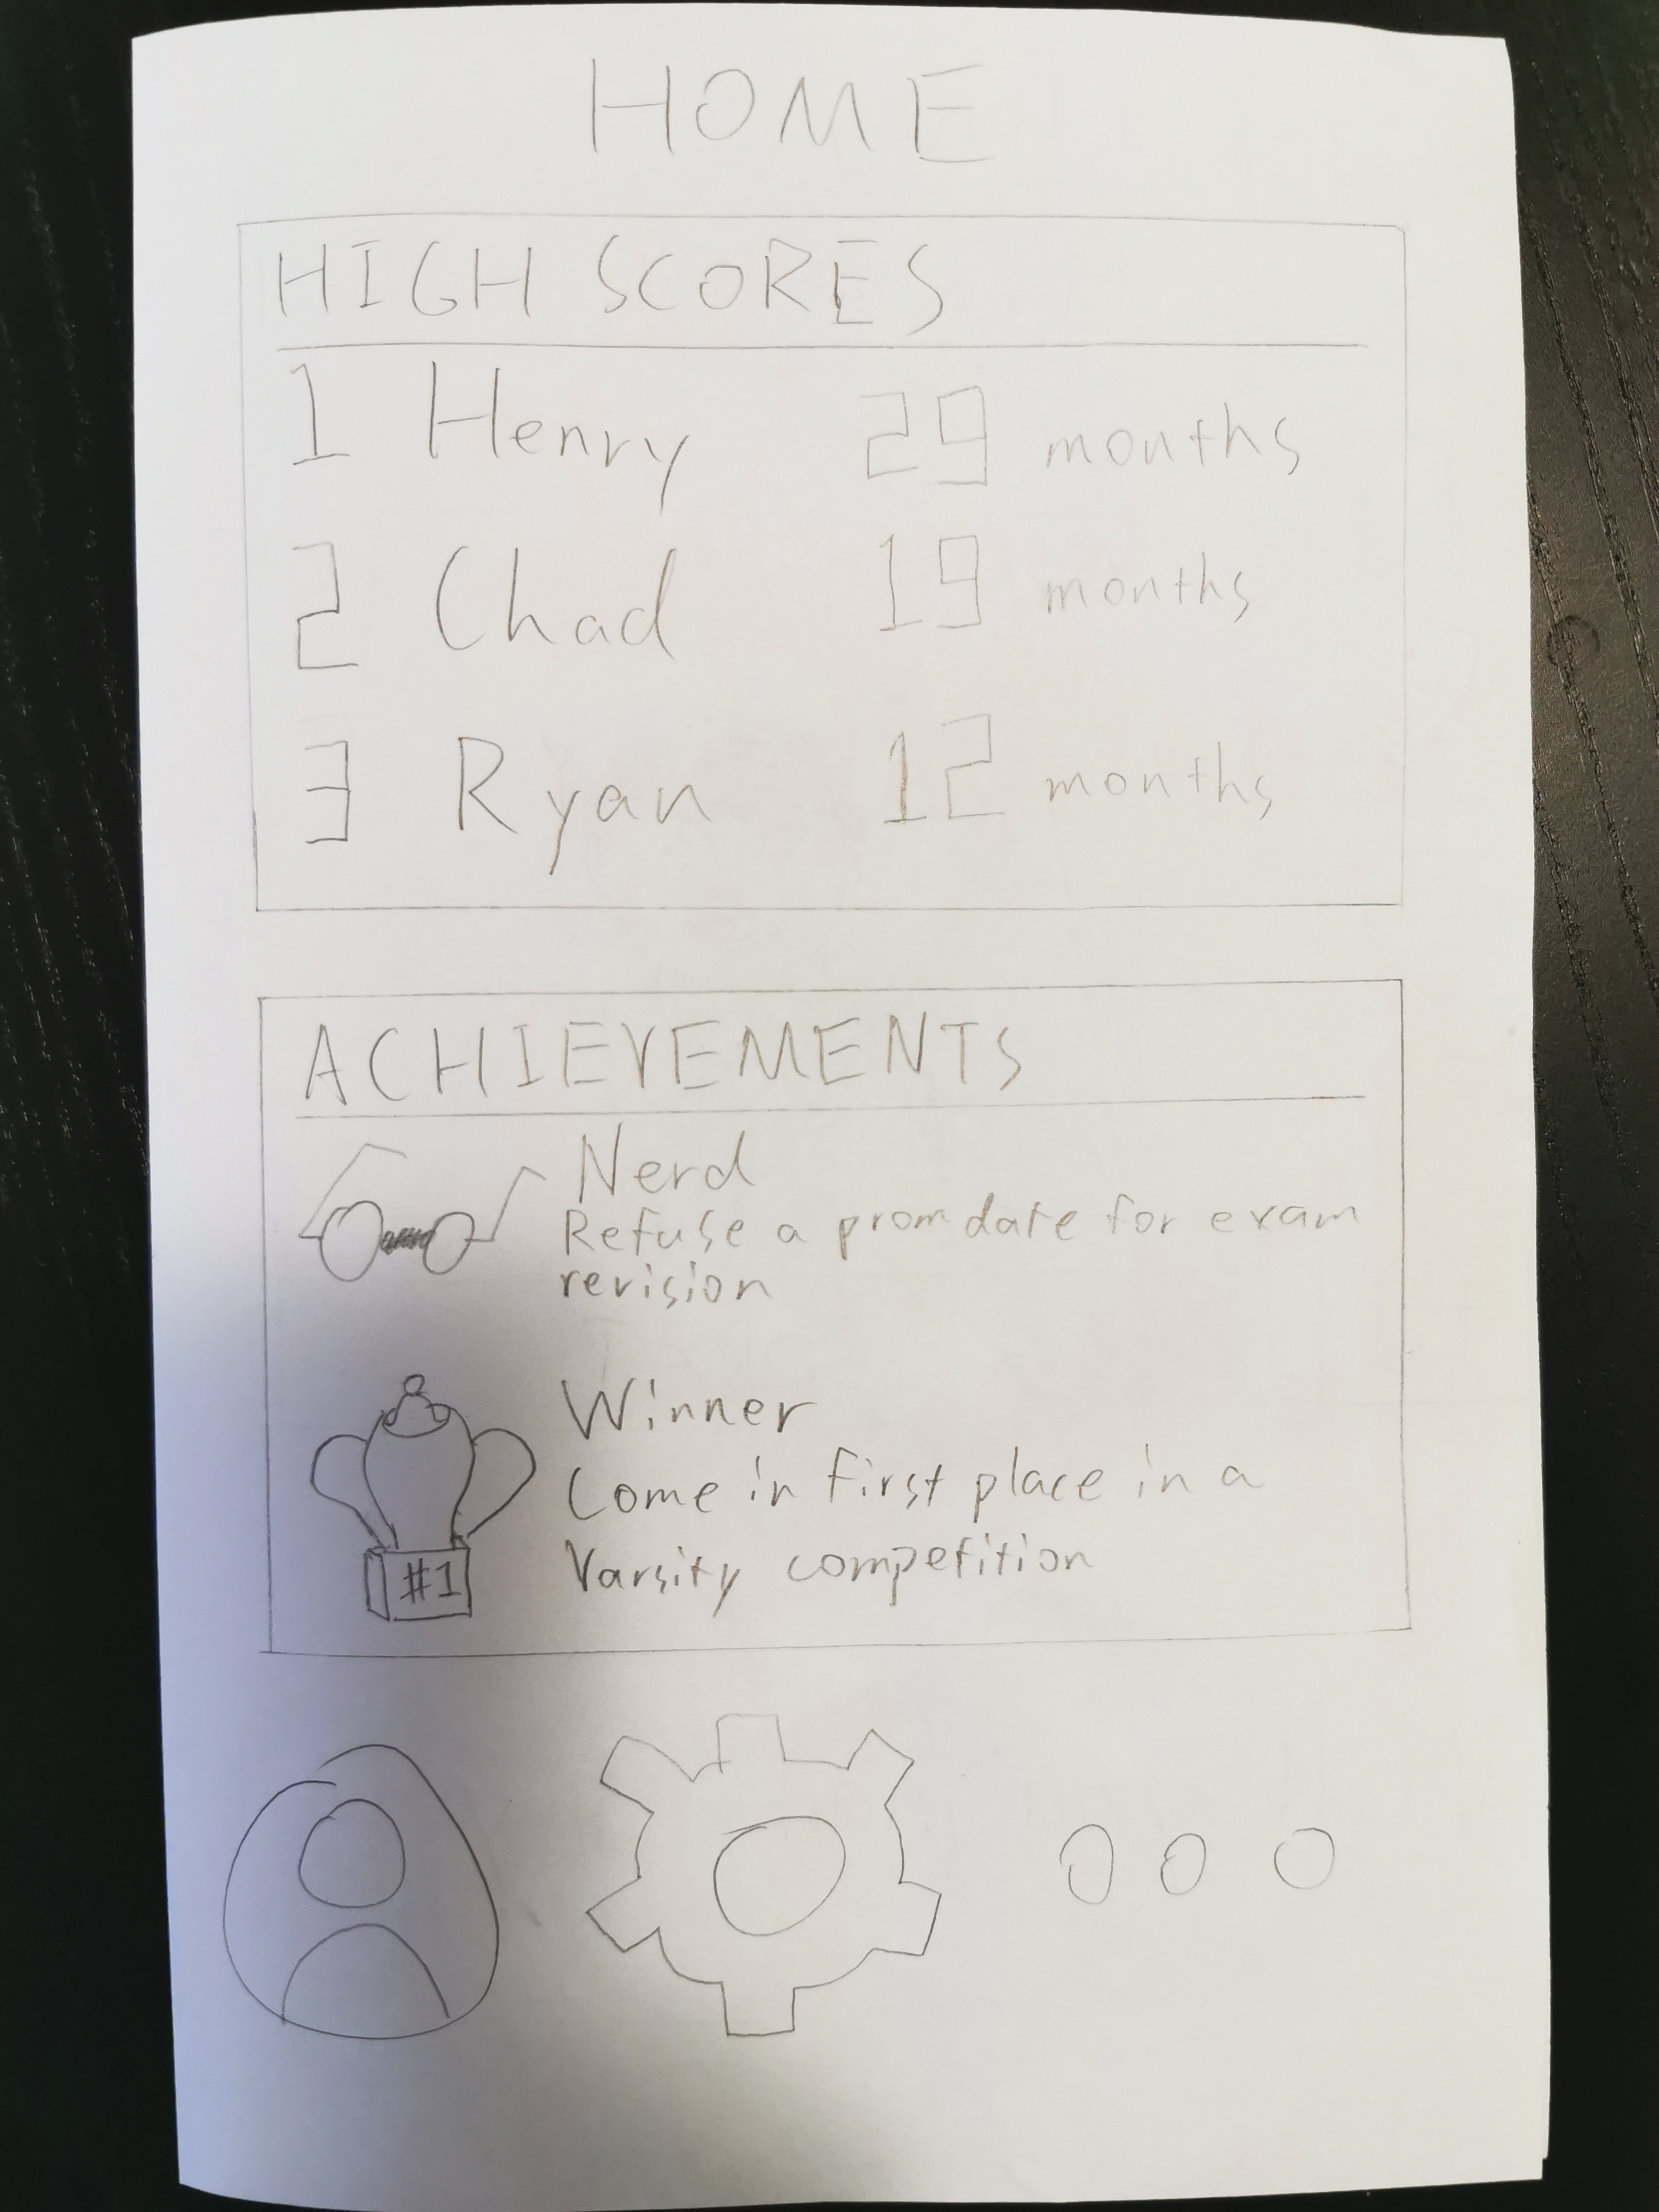 HOME
HIGH SCORES
1 Henry 29 months
2 Chad 19 months
3 Ryan 12 months
ACHIEVEMENTS
Nerd
Refuse a prom date for exam
revision
Winner
Come in first place in a
Varsity competition
#1